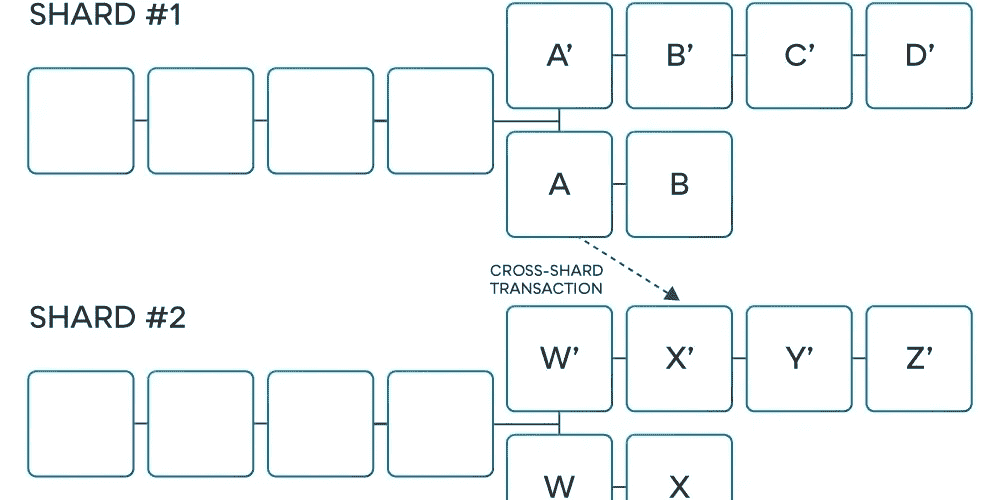 SHARD #1
A’ B’ C’ D’
A B
CROSS-SHARD
TRANSACTION
SHARD #2
W’ X’ Y’ Z’
W X